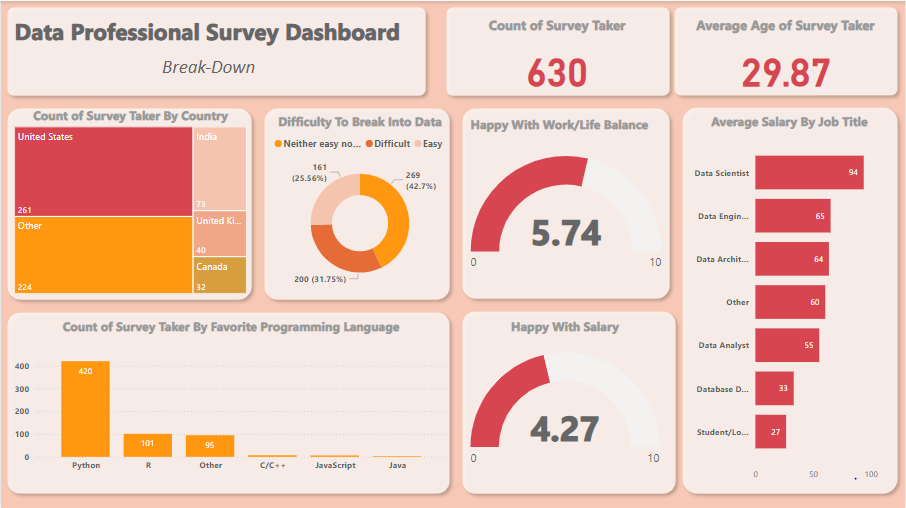 Data Professional Survey Dashboard
Break-Down
Count of Survey Taker
630
Average Age of Survey Taker
29.87
Count of Survey Taker By Country
United States
261
Other
224
India
73
United Ki...
40
Canada
32
Difficulty To Break Into Data
Neither easy no... Difficult Easy
161
(25.56%)
269
(42.7%)
200 (31.75%)
Happy With Work/Life Balance
5.74
0 10
Average Salary By Job Title
Data Scientist 94
Data Engin... 65
Data Archit... 64
Other 60
Data Analyst 55
Database D... 33
Student/Lo... 27
0 50 100
Count of Survey Taker By Favorite Programming Language
400
300
200
100
0
420
101
95
Python R Other C/C++ JavaScript Java
Happy With Salary
4.27
0 10